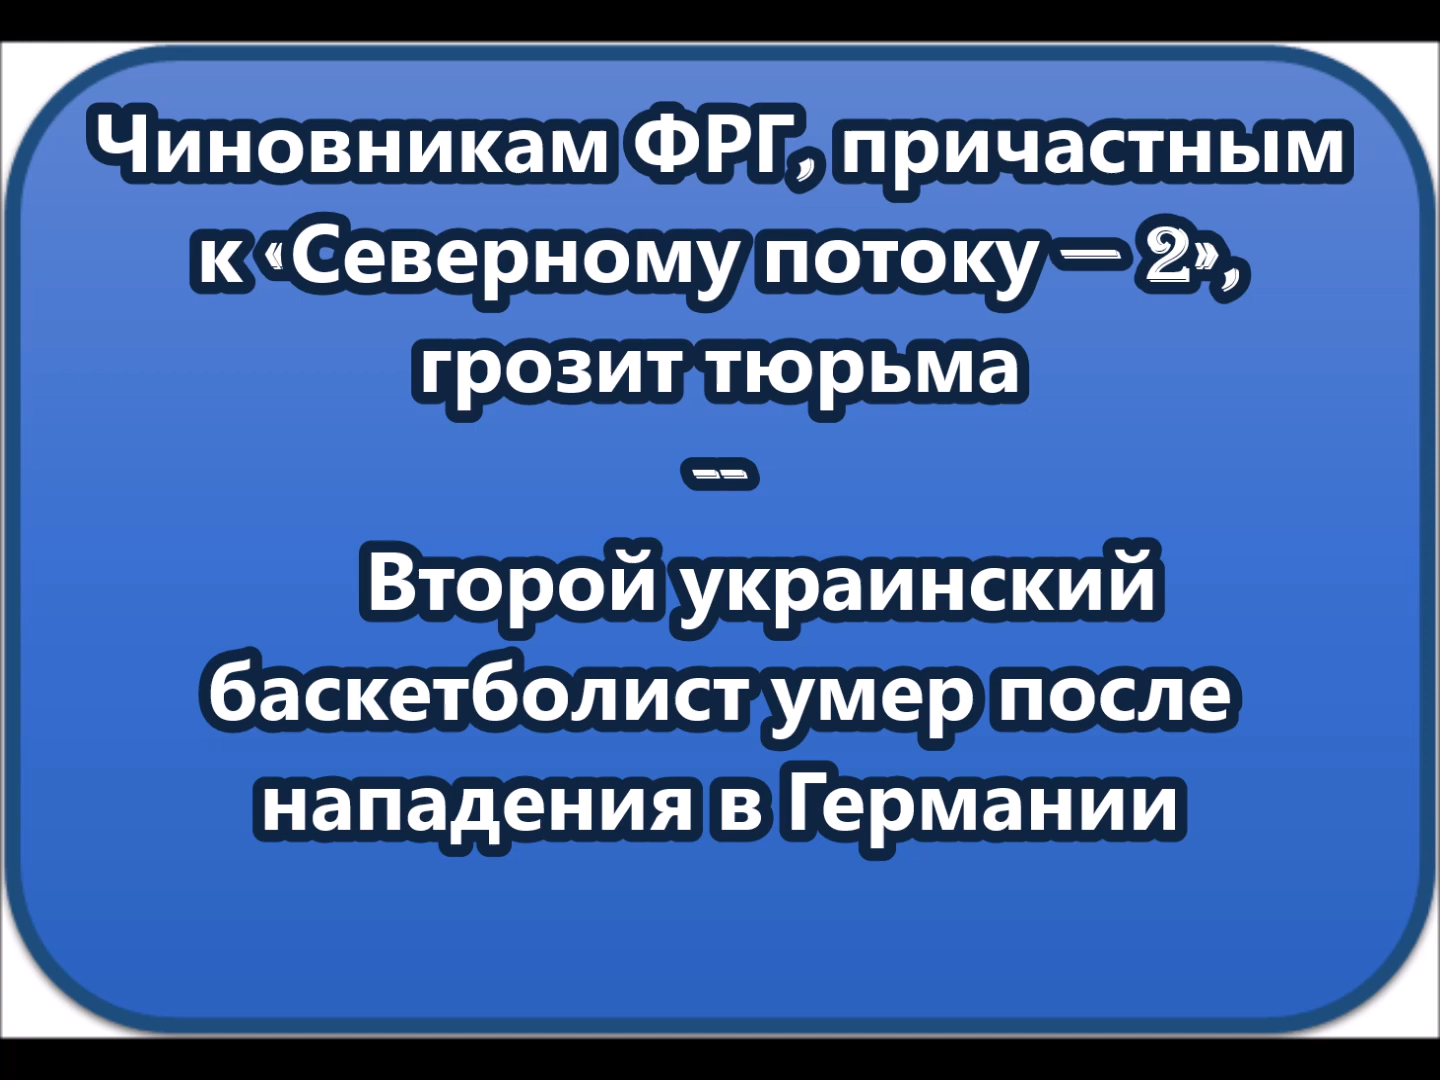 Чиновникам ФРГ, причастным
к «Северному потоку — 2»,
грозит тюрьма
--
Второй украинский
баскетболист умер после
нападения в Германии